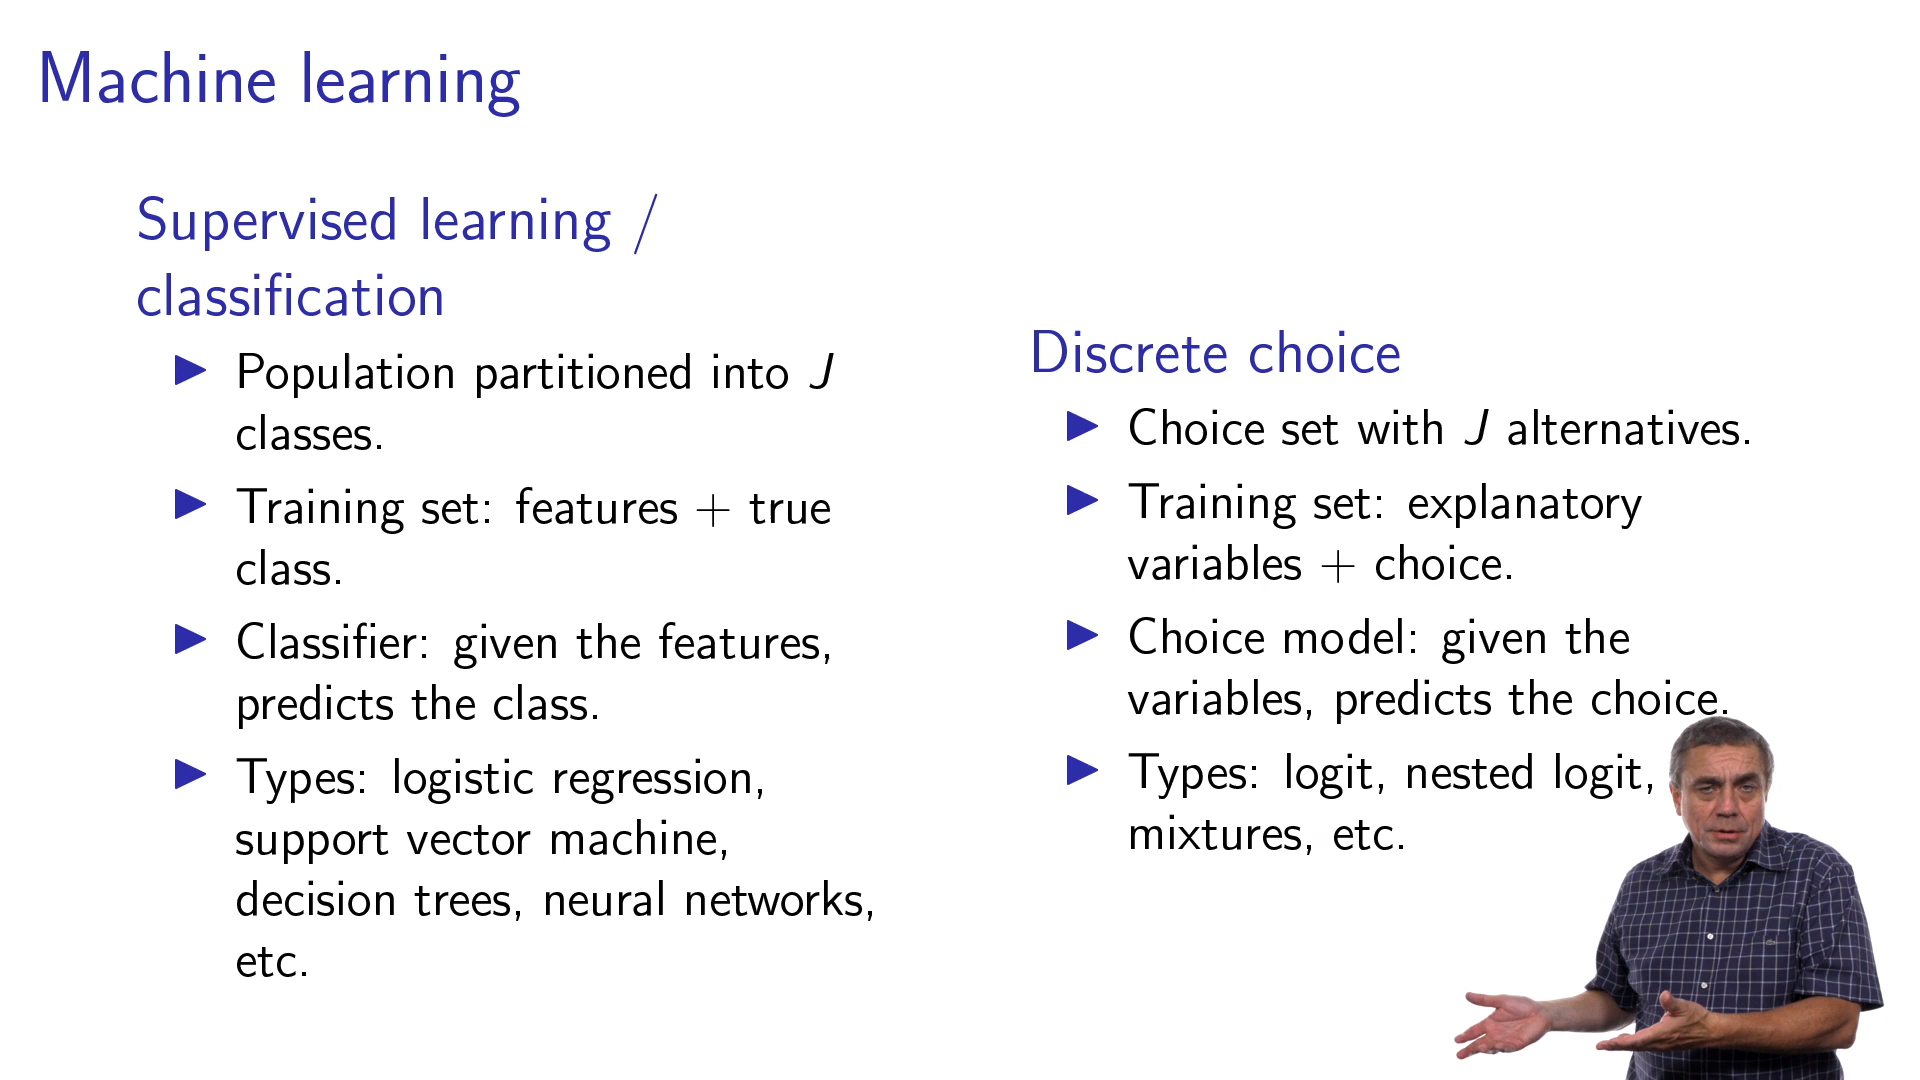 Machine learning
Supervised learning /
classification
▶ Population partitioned into J
classes.
▶ Training set: features + true
class.
▶ Classifier: given the features,
predicts the class.
▶ Types: logistic regression,
support vector machine,
decision trees, neural networks,
etc.
Discrete choice
▶ Choice set with J alternatives.
▶ Training set: explanatory
variables + choice.
▶ Choice model: given the
variables, predicts the choice.
▶ Types: logit, nested logit,
mixtures, etc.